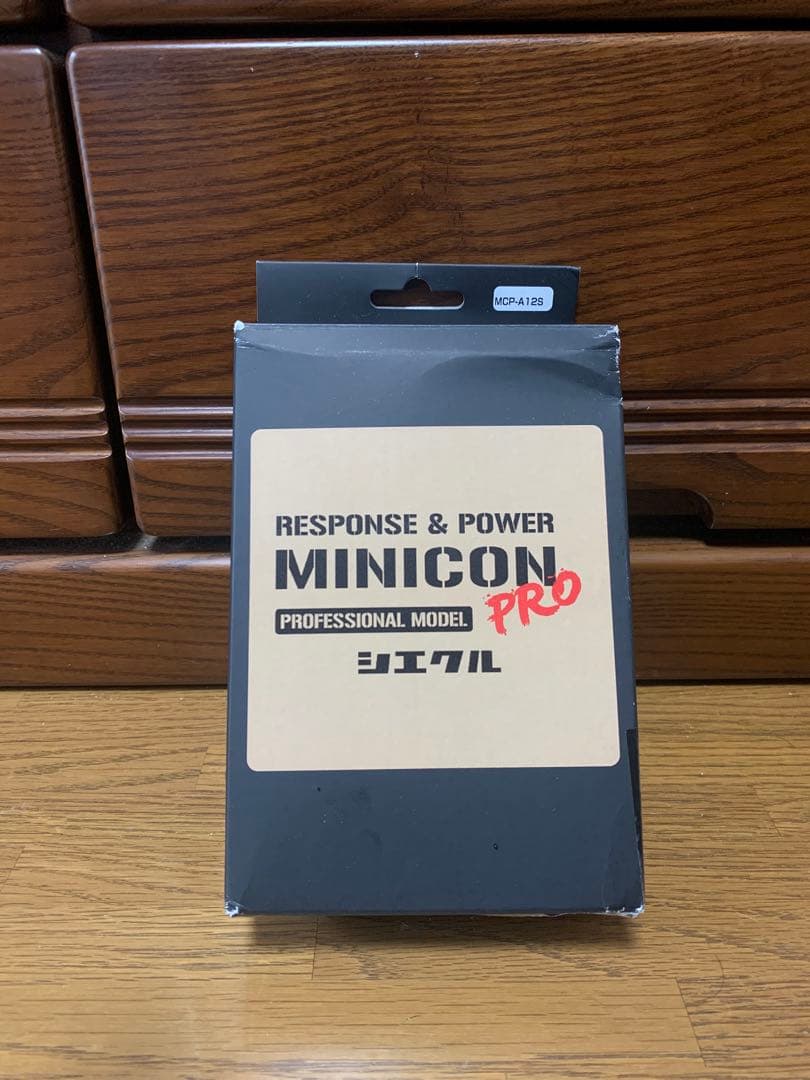 MCP-A12S
RESPONSE & POWER
MINICON
PRO
PROFESSIONAL MODEL
シエクル